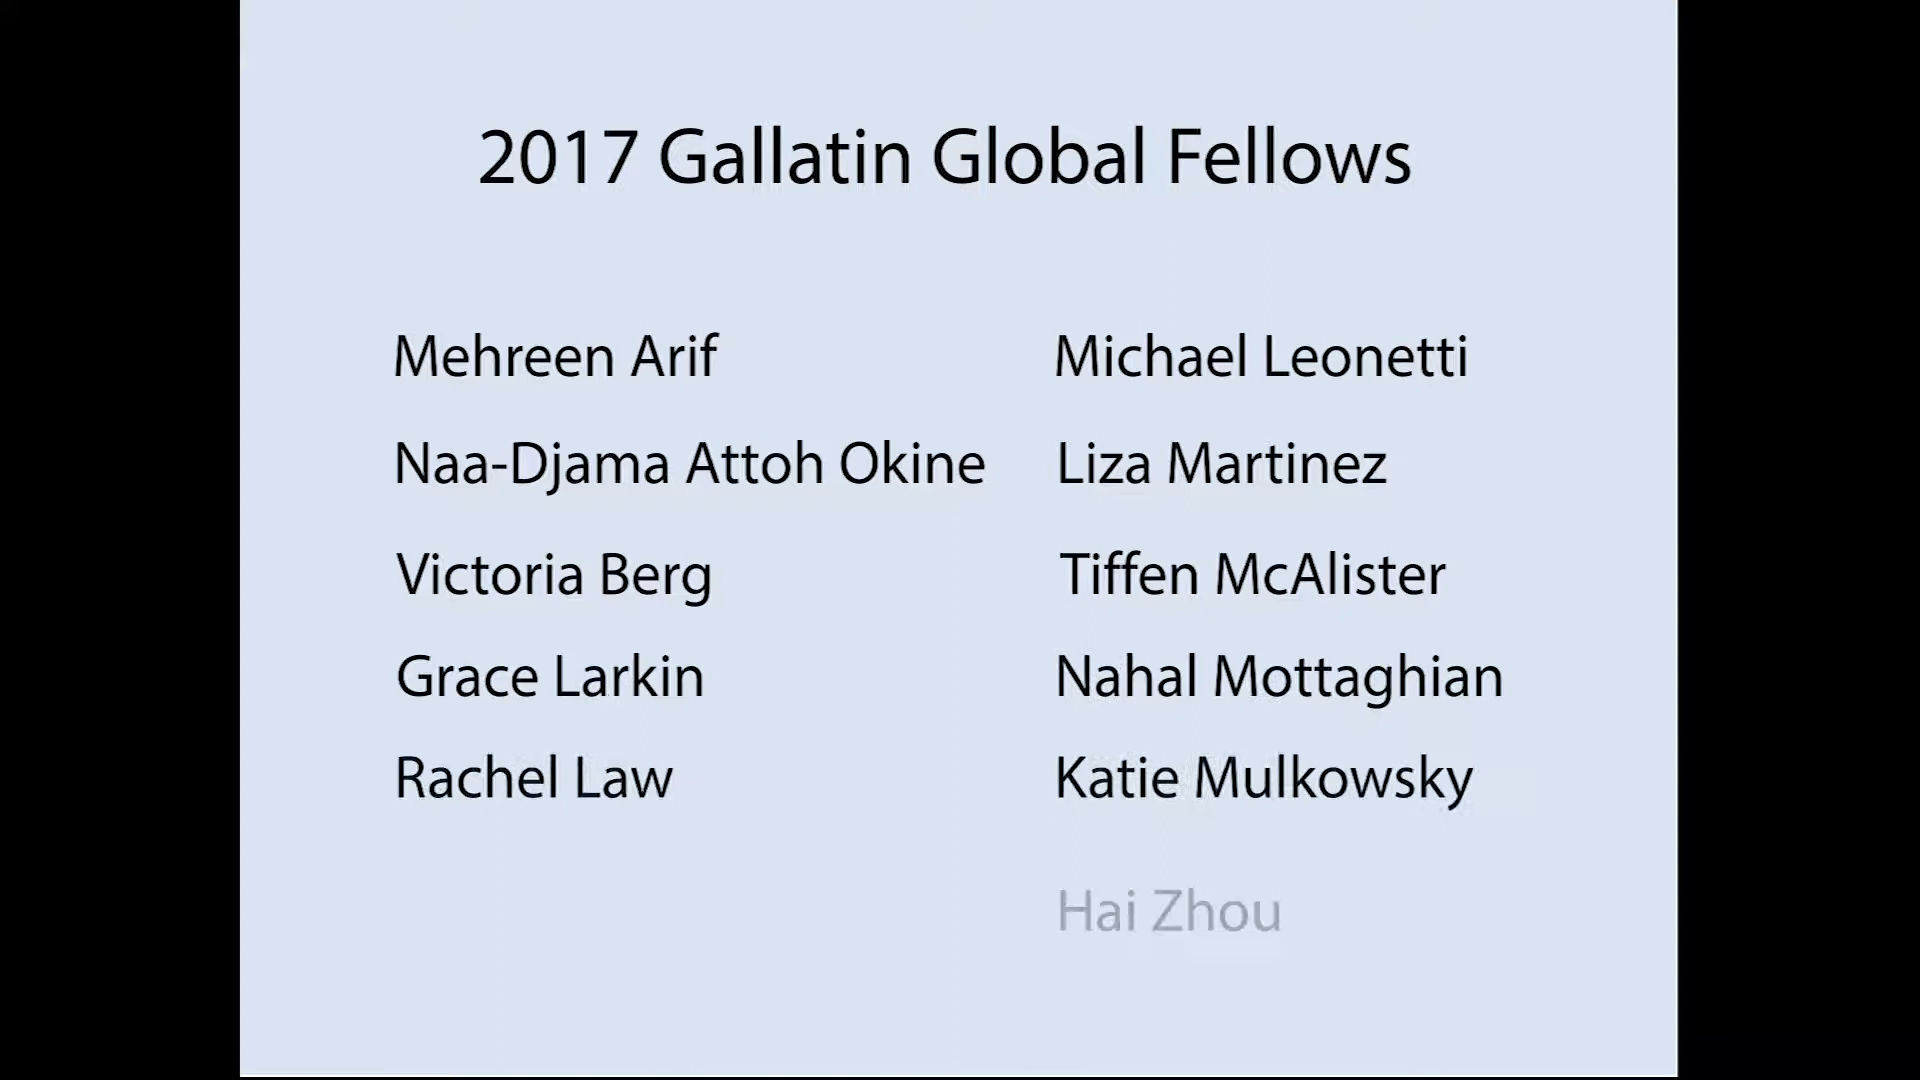 2017 Gallatin Global Fellows
Mehreen Arif
Naa-Djama Attoh Okine
Victoria Berg
Grace Larkin
Rachel Law
Michael Leonetti
Liza Martinez
Tiffen McAlister
Nahal Mottaghian
Katie Mulkowsky
Hai Zhou